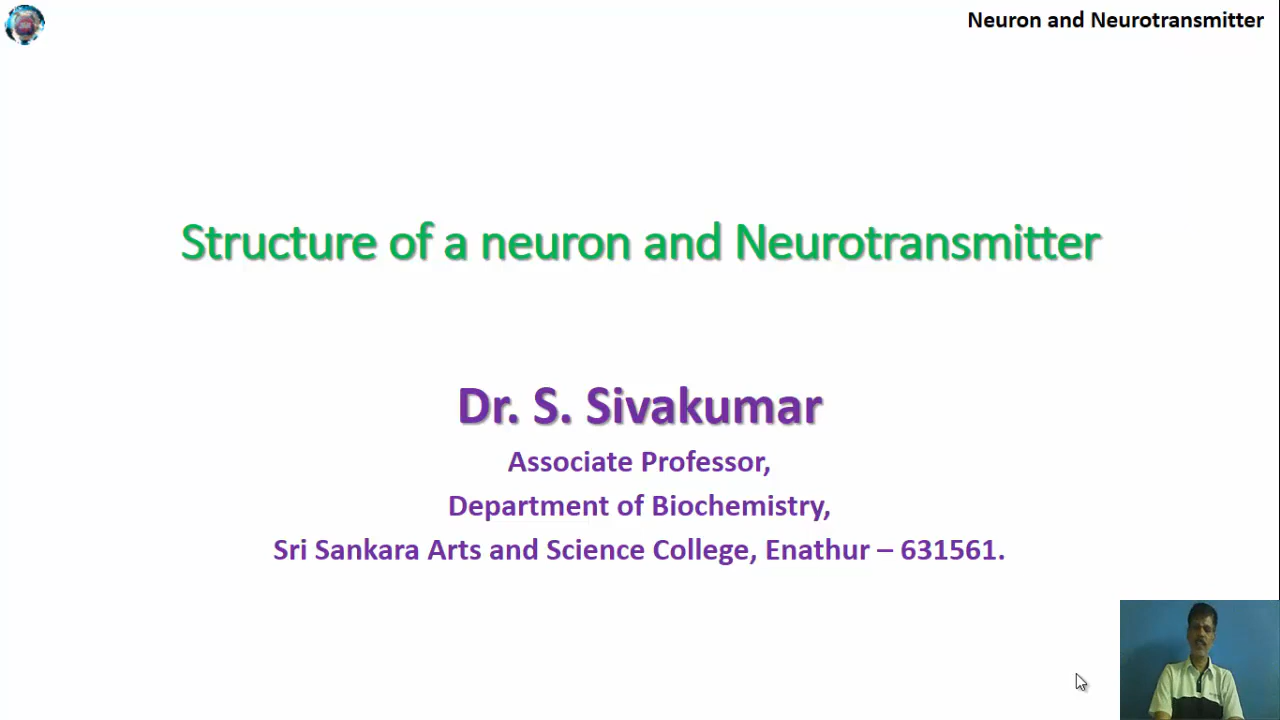 Neuron and Neurotransmitter
Structure of a neuron and Neurotransmitter
Dr. S. Sivakumar
Associate Professor,
Department of Biochemistry,
Sri Sankara Arts and Science College, Enathur – 631561.